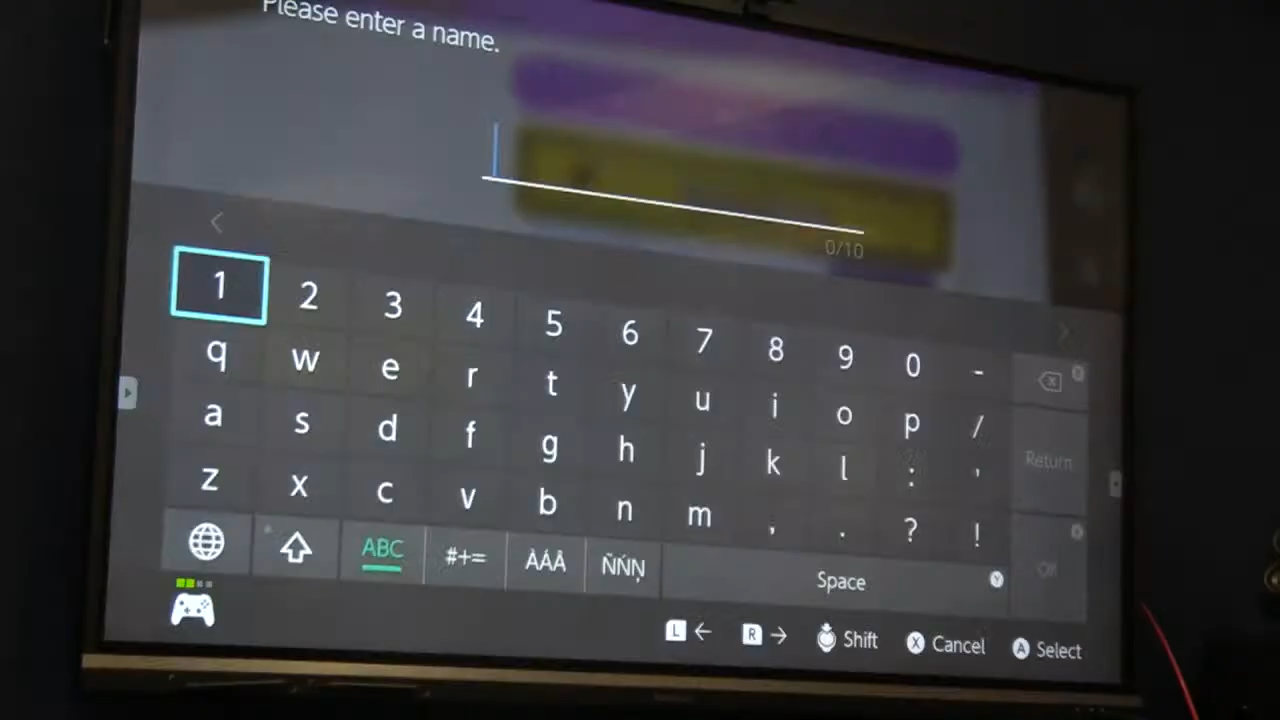 Please enter a name.
0/10
1 2 3 4 5 6 7 8 9 0 -
q w e r t y u i o p /
a s d f g h j k l : '
Return
z x c v b n m , . ? !
OK
ABC #+= ÀÁÂ ÑŃŅ Space Y
L ← R → Shift X Cancel A Select